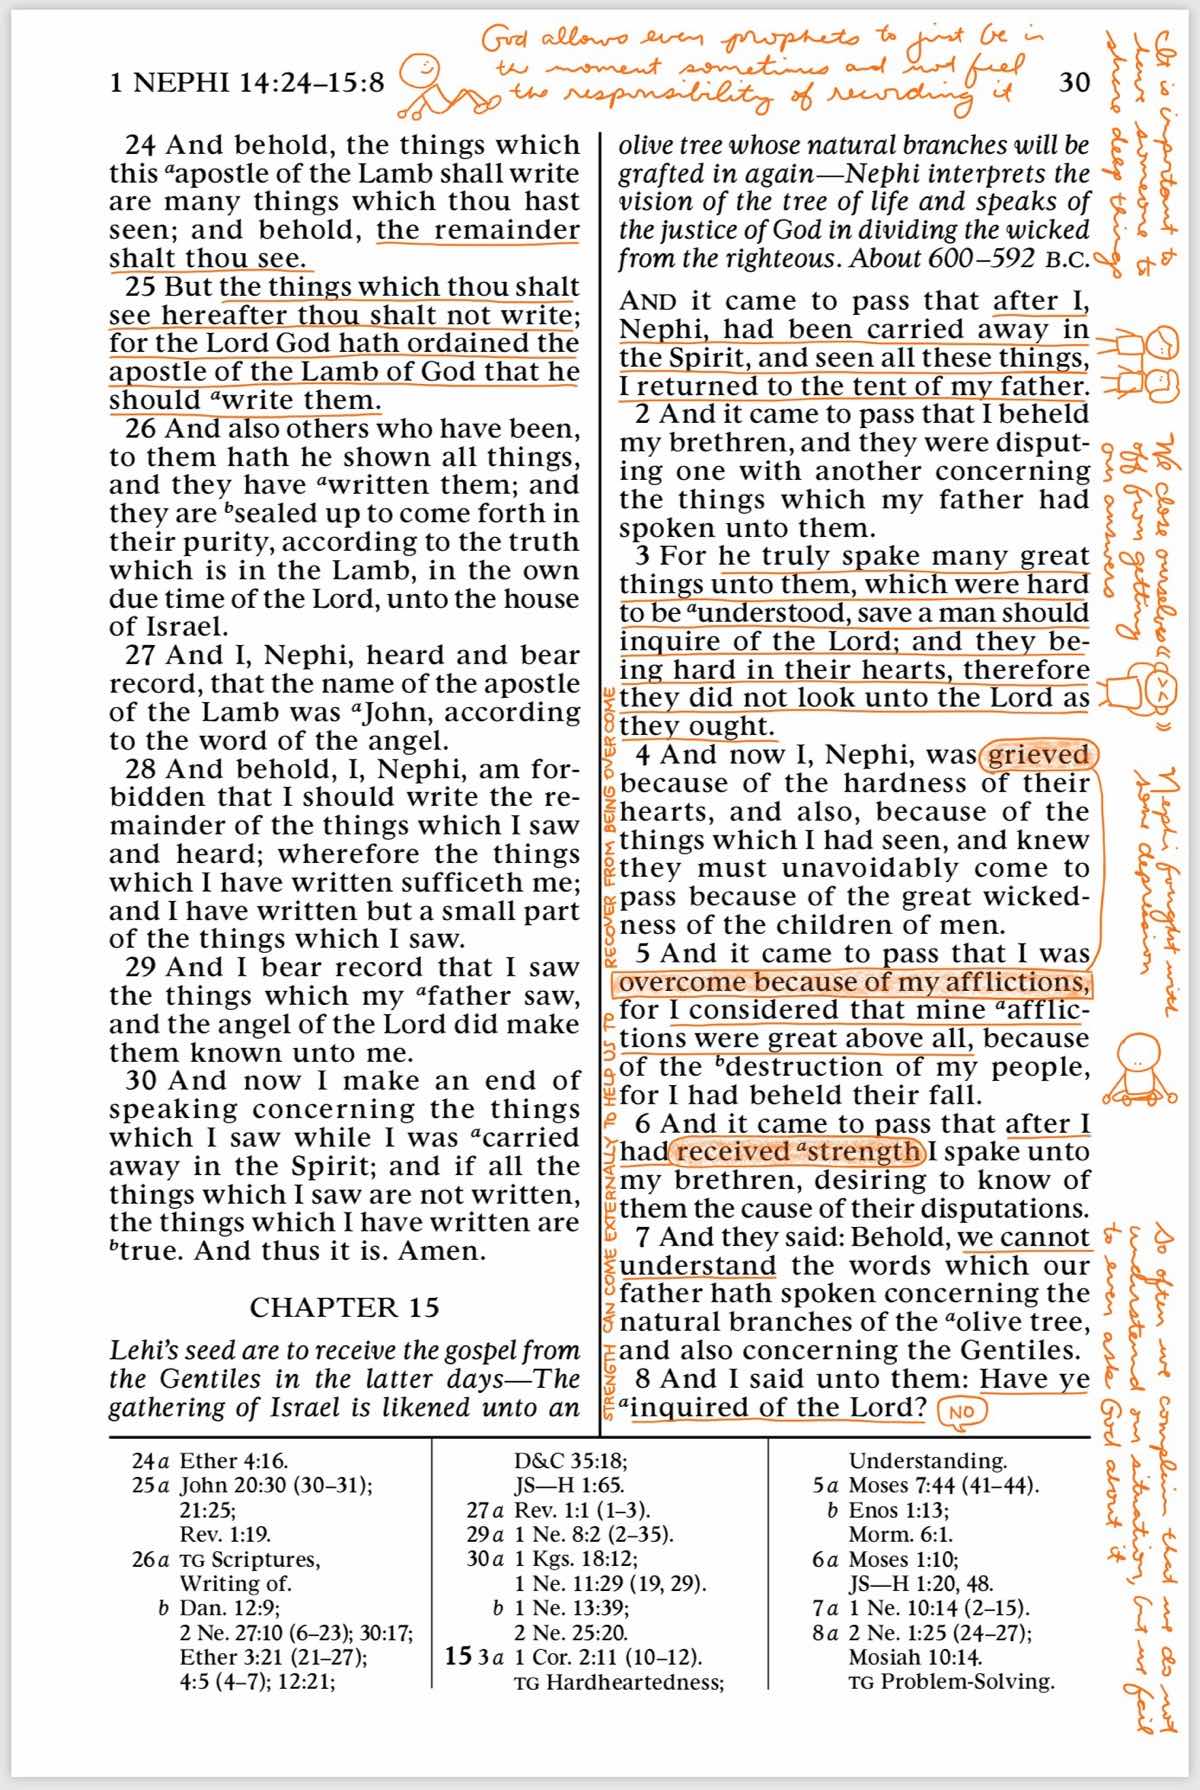 God allows even prophets to just be in
the moment sometimes and not feel
the responsibility of recording it
1 NEPHI 14:24–15:8
30
24 And behold, the things which
this aapostle of the Lamb shall write
are many things which thou hast
seen; and behold, the remainder
shalt thou see.
25 But the things which thou shalt
see hereafter thou shalt not write;
for the Lord God hath ordained the
apostle of the Lamb of God that he
should awrite them.
26 And also others who have been,
to them hath he shown all things,
and they have awritten them; and
they are bsealed up to come forth in
their purity, according to the truth
which is in the Lamb, in the own
due time of the Lord, unto the house
of Israel.
27 And I, Nephi, heard and bear
record, that the name of the apostle
of the Lamb was aJohn, according
to the word of the angel.
28 And behold, I, Nephi, am for-
bidden that I should write the re-
mainder of the things which I saw
and heard; wherefore the things
which I have written sufficeth me;
and I have written but a small part
of the things which I saw.
29 And I bear record that I saw
the things which my afather saw,
and the angel of the Lord did make
them known unto me.
30 And now I make an end of
speaking concerning the things
which I saw while I was acarried
away in the Spirit; and if all the
things which I saw are not written,
the things which I have written are
btrue. And thus it is. Amen.
CHAPTER 15
Lehi’s seed are to receive the gospel from
the Gentiles in the latter days—The
gathering of Israel is likened unto an
olive tree whose natural branches will be
grafted in again—Nephi interprets the
vision of the tree of life and speaks of
the justice of God in dividing the wicked
from the righteous. About 600–592 B.C.
AND it came to pass that after I,
Nephi, had been carried away in
the Spirit, and seen all these things,
I returned to the tent of my father.
2 And it came to pass that I beheld
my brethren, and they were disput-
ing one with another concerning
the things which my father had
spoken unto them.
3 For he truly spake many great
things unto them, which were hard
to be aunderstood, save a man should
inquire of the Lord; and they be-
ing hard in their hearts, therefore
they did not look unto the Lord as
they ought.
4 And now I, Nephi, was grieved
because of the hardness of their
hearts, and also, because of the
things which I had seen, and knew
they must unavoidably come to
pass because of the great wicked-
ness of the children of men.
5 And it came to pass that I was
overcome because of my afflictions,
for I considered that mine aafflic-
tions were great above all, because
of the bdestruction of my people,
for I had beheld their fall.
6 And it came to pass that after I
had received astrength I spake unto
my brethren, desiring to know of
them the cause of their disputations.
7 And they said: Behold, we cannot
understand the words which our
father hath spoken concerning the
natural branches of the aolive tree,
and also concerning the Gentiles.
8 And I said unto them: Have ye
ainquired of the Lord?
NO
STRENGTH CAN COME EXTERNALLY TO HELP US TO RECOVER FROM BEING OVERCOME
It is important to
have someone to
share deep things
We close ourselves
off from getting
our answers
Nephi fought with
some depression
So often we complain that we do not
understand our situation, but we fail
to even ask God about it
24a Ether 4:16.
25a John 20:30 (30–31);
21:25;
Rev. 1:19.
26a TG Scriptures,
Writing of.
b Dan. 12:9;
2 Ne. 27:10 (6–23); 30:17;
Ether 3:21 (21–27);
4:5 (4–7); 12:21;
D&C 35:18;
JS—H 1:65.
27a Rev. 1:1 (1–3).
29a 1 Ne. 8:2 (2–35).
30a 1 Kgs. 18:12;
1 Ne. 11:29 (19, 29).
b 1 Ne. 13:39;
2 Ne. 25:20.
15 3a 1 Cor. 2:11 (10–12).
TG Hardheartedness;
Understanding.
5a Moses 7:44 (41–44).
b Enos 1:13;
Morm. 6:1.
6a Moses 1:10;
JS—H 1:20, 48.
7a 1 Ne. 10:14 (2–15).
8a 2 Ne. 1:25 (24–27);
Mosiah 10:14.
TG Problem-Solving.